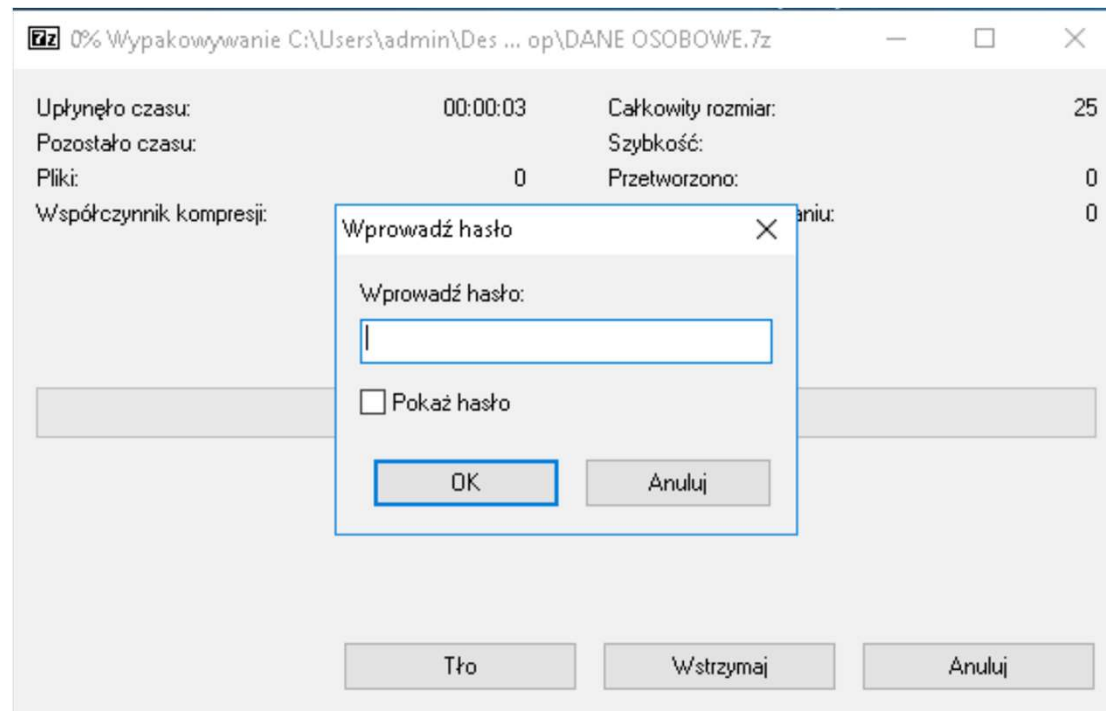 7z 0% Wypakowywanie C:\Users\admin\Des ... op\DANE OSOBOWE.7z
Upłynęło czasu: 00:00:03 Całkowity rozmiar: 25
Pozostało czasu: Szybkość:
Pliki: 0 Przetworzono: 0
Współczynnik kompresji: aniu: 0
Wprowadź hasło
Wprowadź hasło:
Pokaż hasło
OK Anuluj
Tło Wstrzymaj Anuluj